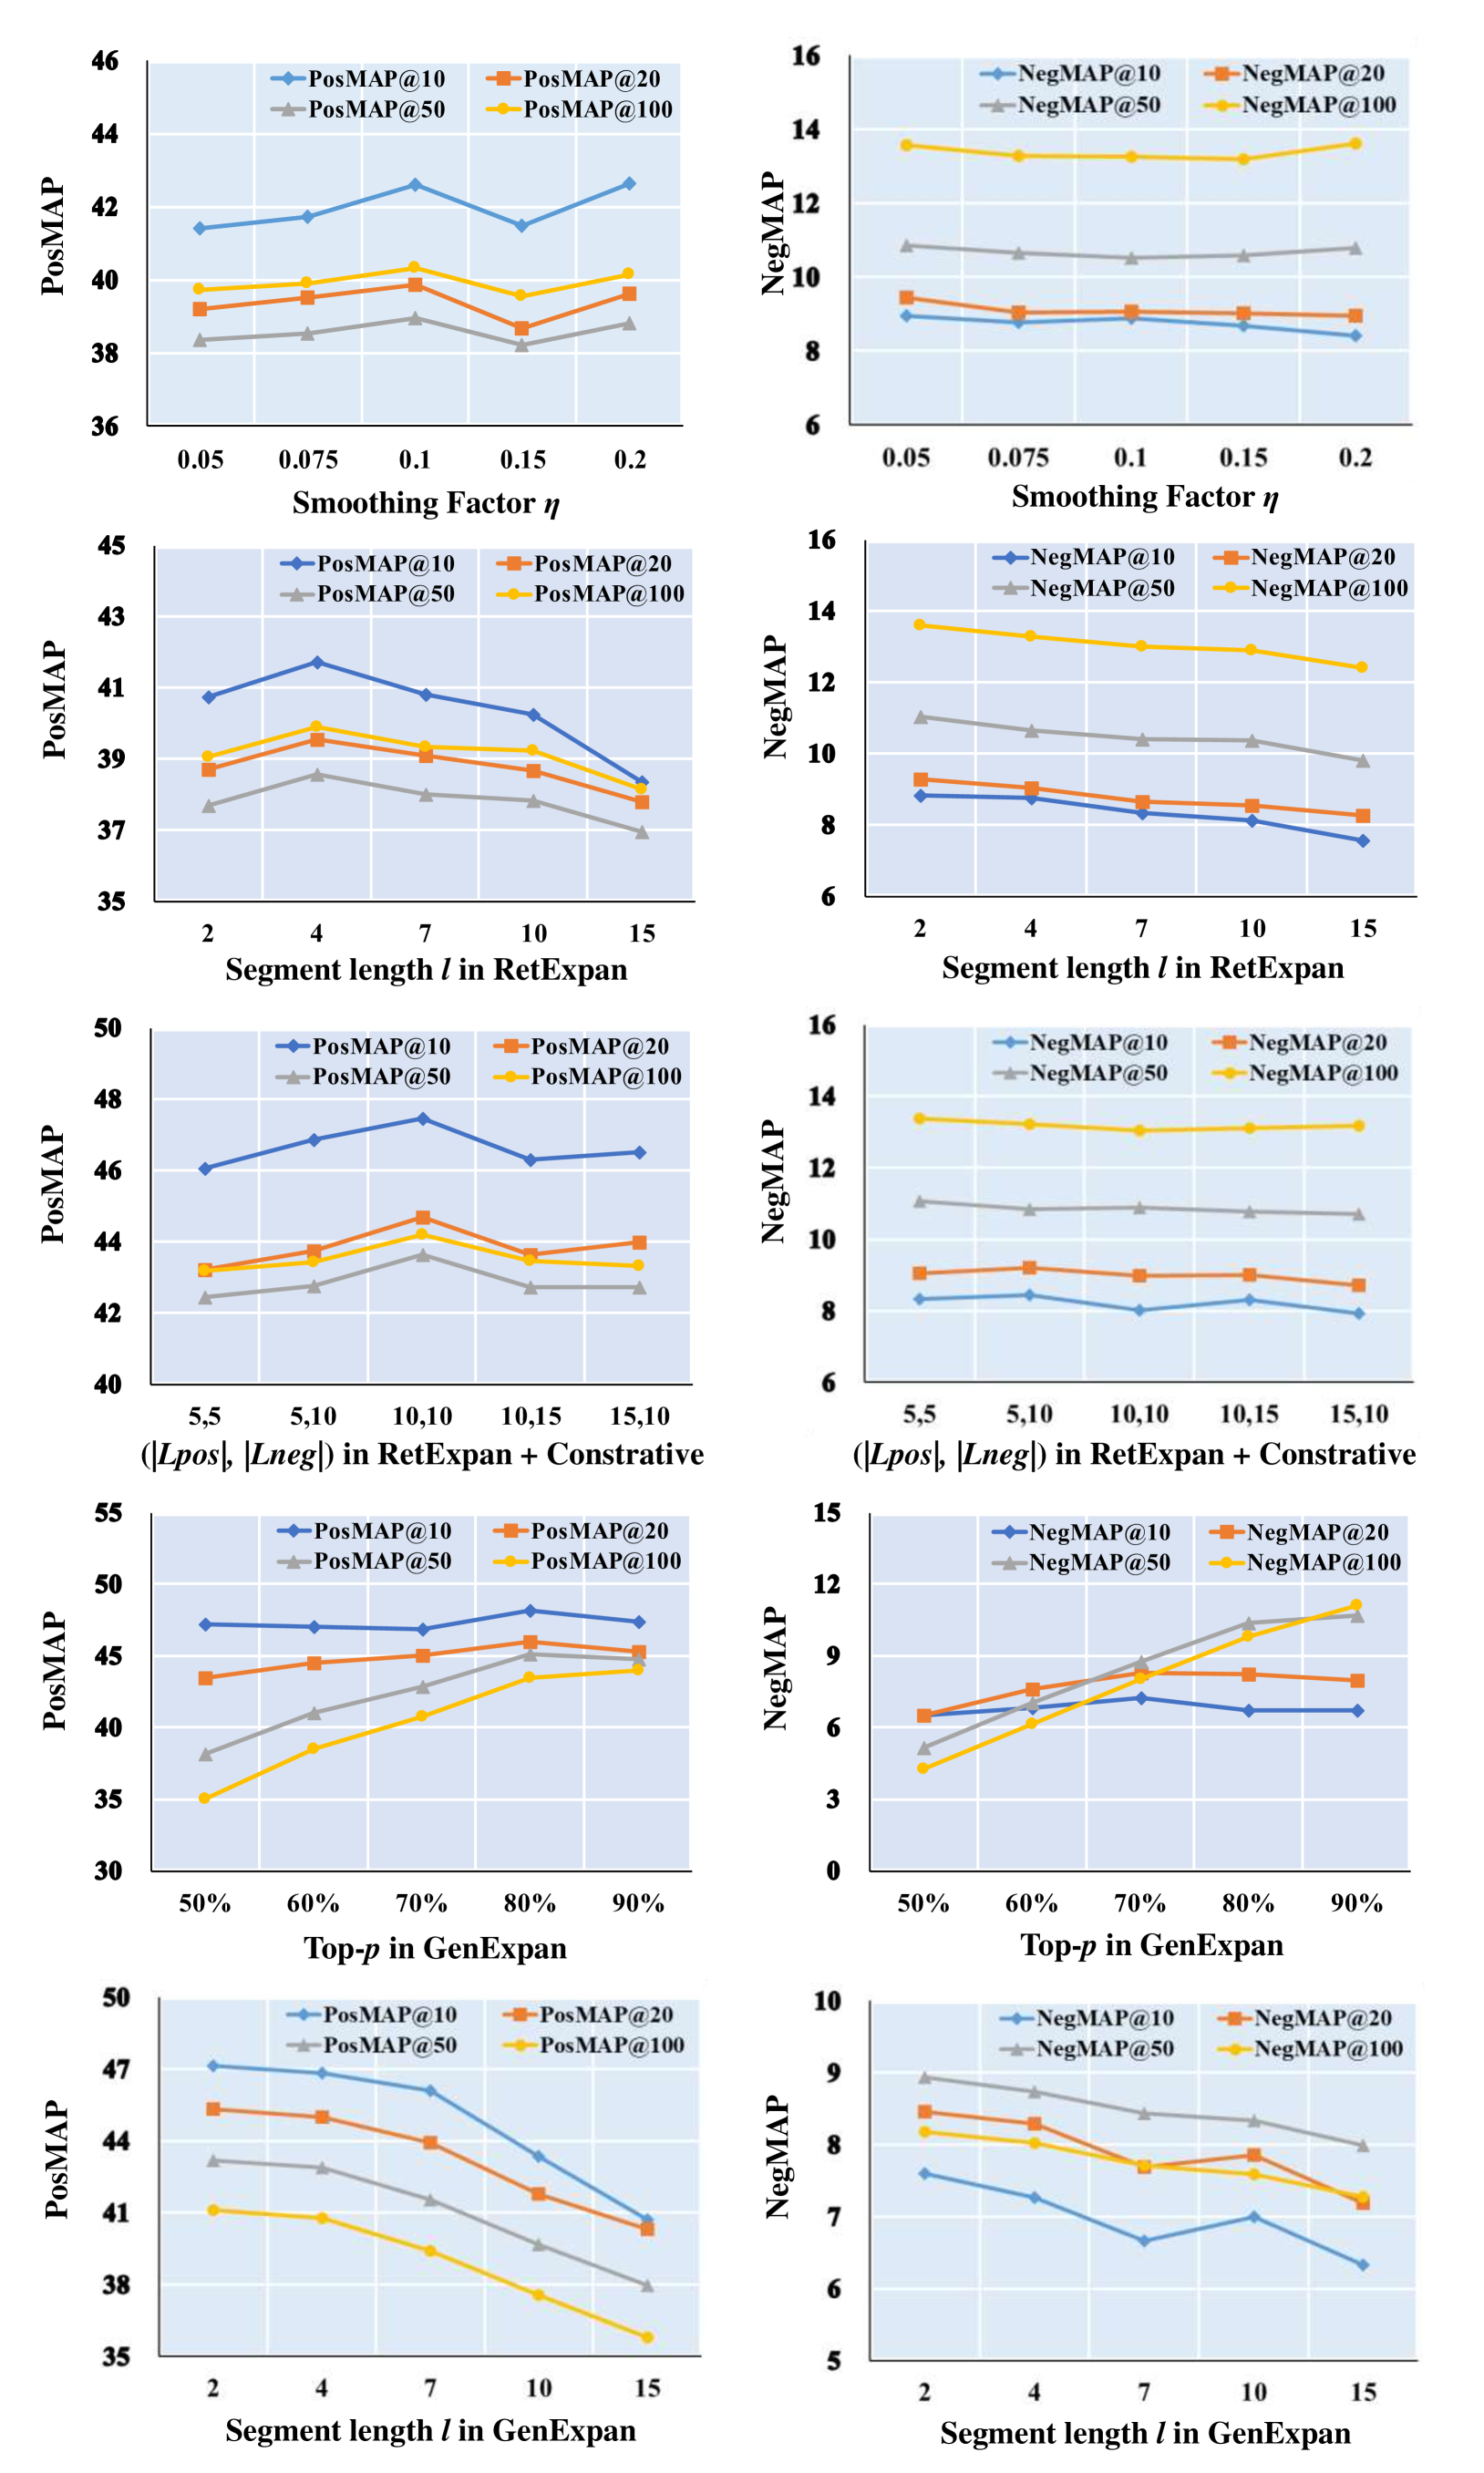 46
44
42
40
38
36
PosMAP
PosMAP@10 PosMAP@20
PosMAP@50 PosMAP@100
0.05 0.075 0.1 0.15 0.2
Smoothing Factor η
16
14
12
10
8
6
NegMAP
NegMAP@10 NegMAP@20
NegMAP@50 NegMAP@100
0.05 0.075 0.1 0.15 0.2
Smoothing Factor η
45
43
41
39
37
35
PosMAP
PosMAP@10 PosMAP@20
PosMAP@50 PosMAP@100
2 4 7 10 15
Segment length l in RetExpan
16
14
12
10
8
6
NegMAP
NegMAP@10 NegMAP@20
NegMAP@50 NegMAP@100
2 4 7 10 15
Segment length l in RetExpan
50
48
46
44
42
40
PosMAP
PosMAP@10 PosMAP@20
PosMAP@50 PosMAP@100
5,5 5,10 10,10 10,15 15,10
(|Lpos|, |Lneg|) in RetExpan + Constrative
16
14
12
10
8
6
NegMAP
NegMAP@10 NegMAP@20
NegMAP@50 NegMAP@100
5,5 5,10 10,10 10,15 15,10
(|Lpos|, |Lneg|) in RetExpan + Constrative
55
50
45
40
35
30
PosMAP
PosMAP@10 PosMAP@20
PosMAP@50 PosMAP@100
50% 60% 70% 80% 90%
Top-p in GenExpan
15
12
9
6
3
0
NegMAP
NegMAP@10 NegMAP@20
NegMAP@50 NegMAP@100
50% 60% 70% 80% 90%
Top-p in GenExpan
50
47
44
41
38
35
PosMAP
PosMAP@10 PosMAP@20
PosMAP@50 PosMAP@100
2 4 7 10 15
Segment length l in GenExpan
10
9
8
7
6
5
NegMAP
NegMAP@10 NegMAP@20
NegMAP@50 NegMAP@100
2 4 7 10 15
Segment length l in GenExpan